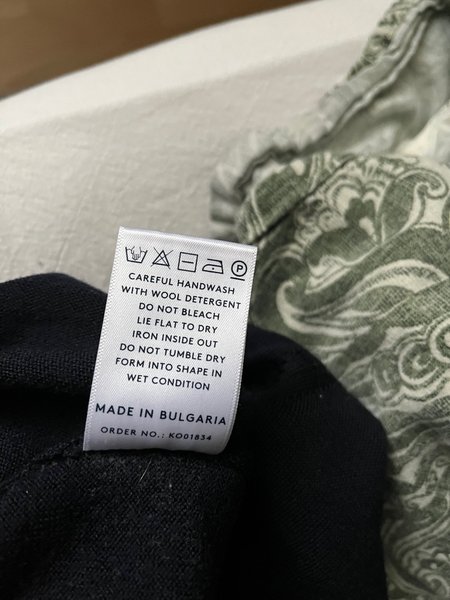 P
CAREFUL HANDWASH
WITH WOOL DETERGENT
DO NOT BLEACH
LIE FLAT TO DRY
IRON INSIDE OUT
DO NOT TUMBLE DRY
FORM INTO SHAPE IN
WET CONDITION
MADE IN BULGARIA
ORDER NO.: KO01834